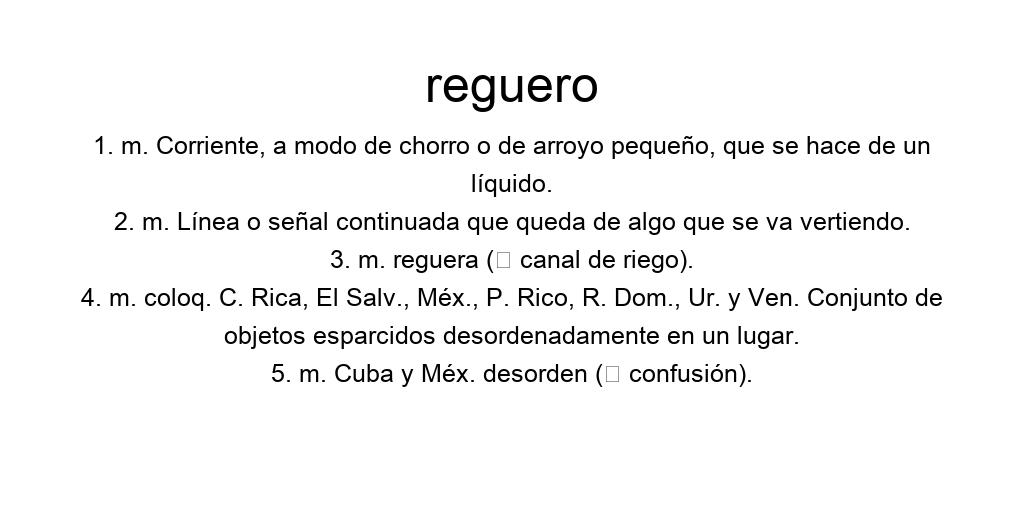 reguero
1. m. Corriente, a modo de chorro o de arroyo pequeño, que se hace de un
líquido.
2. m. Línea o señal continuada que queda de algo que se va vertiendo.
3. m. reguera (▯ canal de riego).
4. m. coloq. C. Rica, El Salv., Méx., P. Rico, R. Dom., Ur. y Ven. Conjunto de
objetos esparcidos desordenadamente en un lugar.
5. m. Cuba y Méx. desorden (▯ confusión).